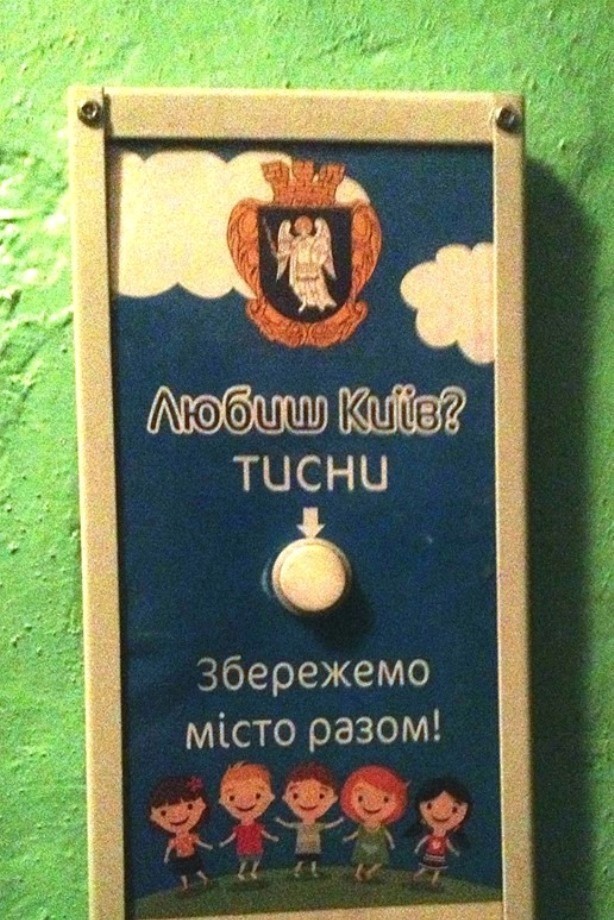 Любиш Київ?
тисни
Збережемо
місто разом!